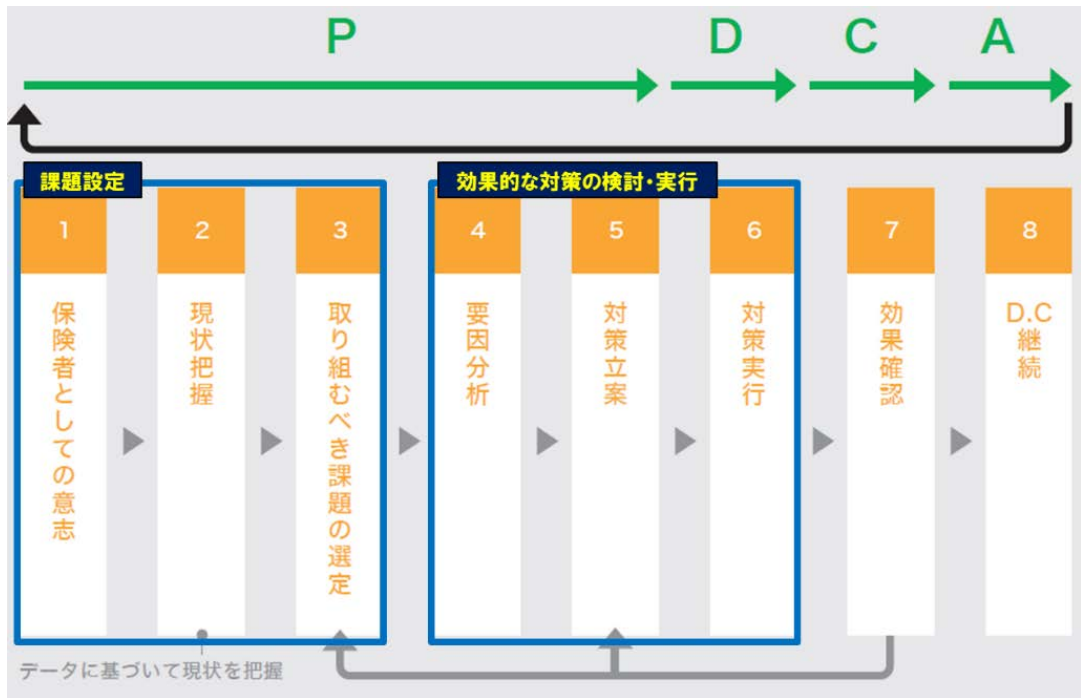 P
D
C
A
課題設定
効果的な対策の検討・実行
1
2
3
4
5
6
7
8
保険者としての意志
現状把握
取り組むべき課題の選定
要因分析
対策立案
対策実行
効果確認
D.C継続
データに基づいて現状を把握